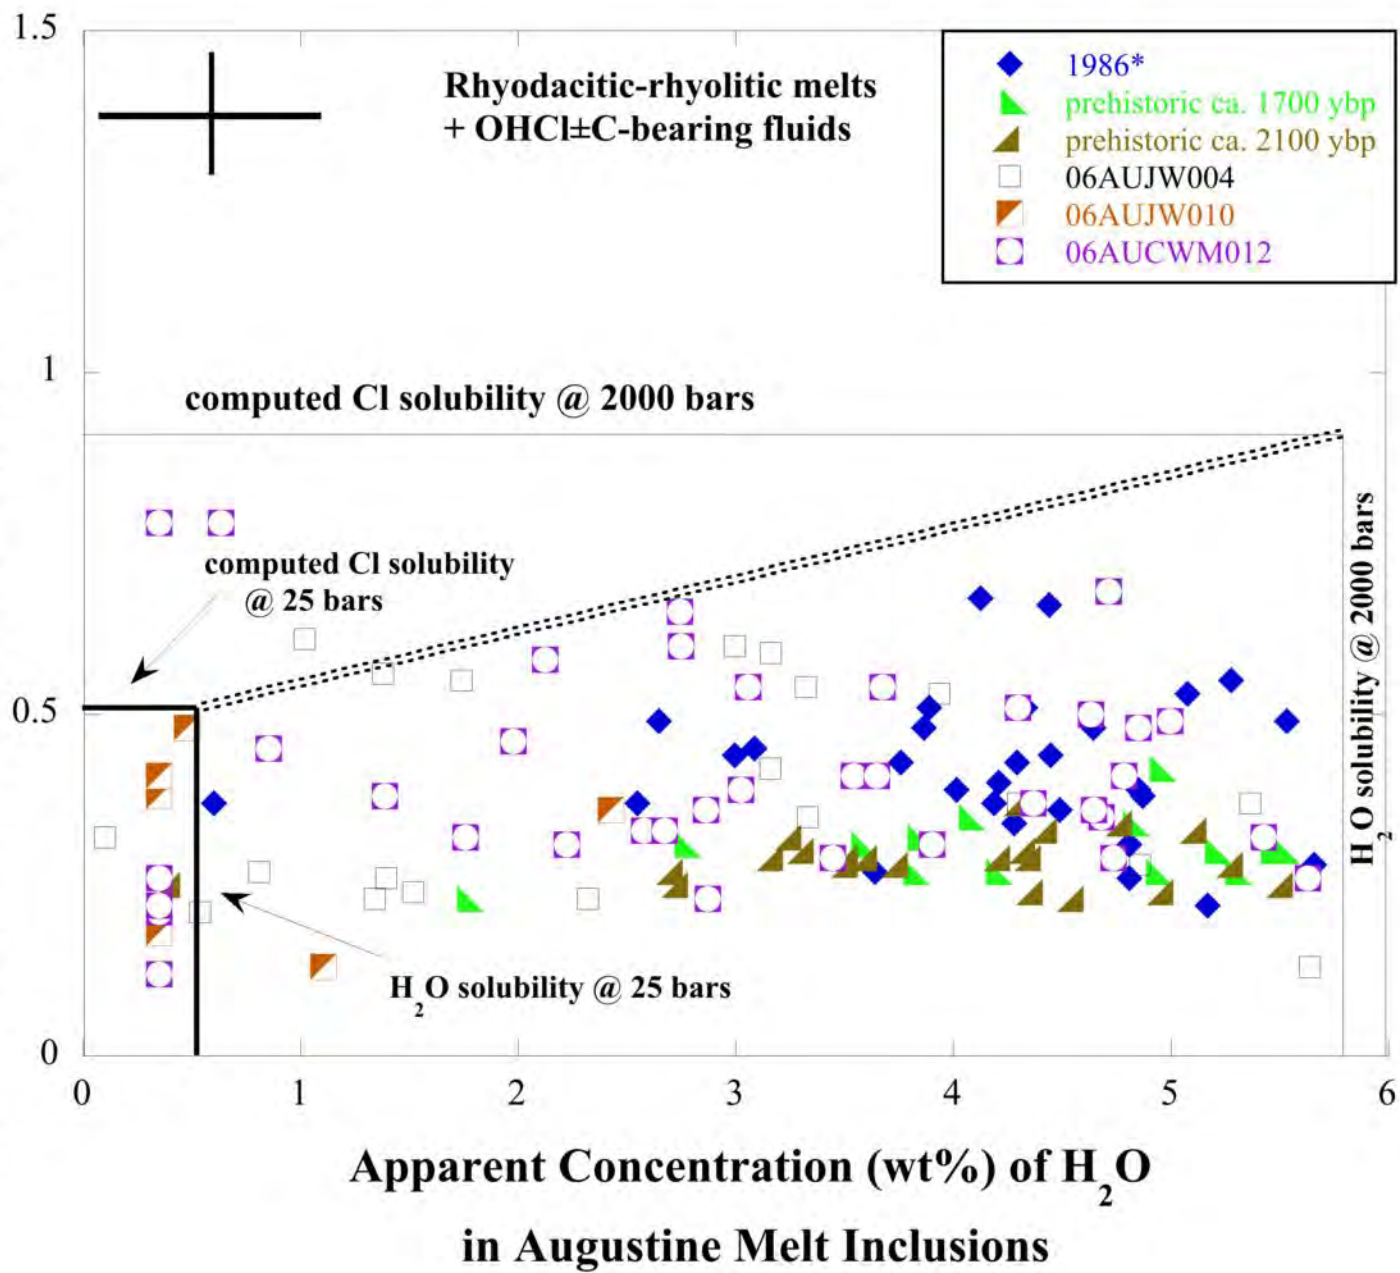 1.5
Rhyodacitic-rhyolitic melts
+ OHCl±C-bearing fluids
1986*
prehistoric ca. 1700 ybp
prehistoric ca. 2100 ybp
06AUJW004
06AUJW010
06AUCWM012
1
computed Cl solubility @ 2000 bars
computed Cl solubility
@ 25 bars
0.5
H2O solubility @ 2000 bars
H2O solubility @ 25 bars
0
0 1 2 3 4 5 6
Apparent Concentration (wt%) of H2O
in Augustine Melt Inclusions